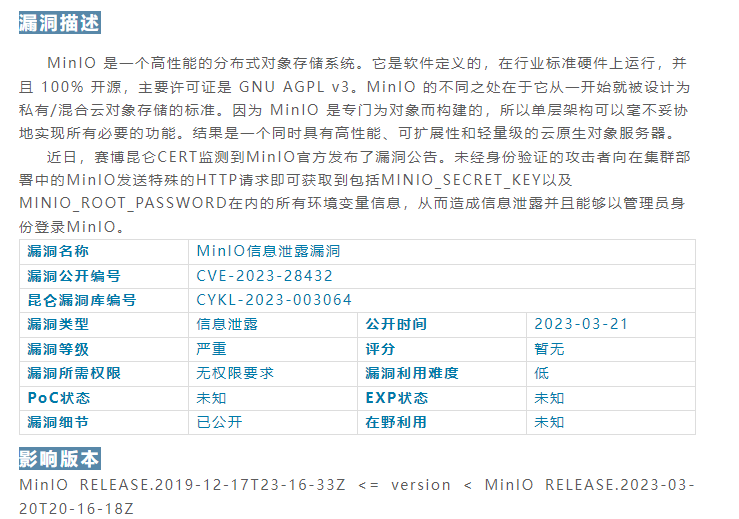 漏洞描述
MinIO 是一个高性能的分布式对象存储系统。它是软件定义的，在行业标准硬件上运行，并
且 100% 开源，主要许可证是 GNU AGPL v3。MinIO 的不同之处在于它从一开始就被设计为
私有/混合云对象存储的标准。因为 MinIO 是专门为对象而构建的，所以单层架构可以毫不妥协
地实现所有必要的功能。结果是一个同时具有高性能、可扩展性和轻量级的云原生对象服务器。
近日，赛博昆仑CERT监测到MinIO官方发布了漏洞公告。未经身份验证的攻击者向在集群部
署中的MinIO发送特殊的HTTP请求即可获取到包括MINIO_SECRET_KEY以及
MINIO_ROOT_PASSWORD在内的所有环境变量信息，从而造成信息泄露并且能够以管理员身
份登录MinIO。
漏洞名称 MinIO信息泄露漏洞
漏洞公开编号 CVE-2023-28432
昆仑漏洞库编号 CYKL-2023-003064
漏洞类型 信息泄露 公开时间 2023-03-21
漏洞等级 严重 评分 暂无
漏洞所需权限 无权限要求 漏洞利用难度 低
PoC状态 未知 EXP状态 未知
漏洞细节 已公开 在野利用 未知
影响版本
MinIO RELEASE.2019-12-17T23-16-33Z <= version < MinIO RELEASE.2023-03-
20T20-16-18Z